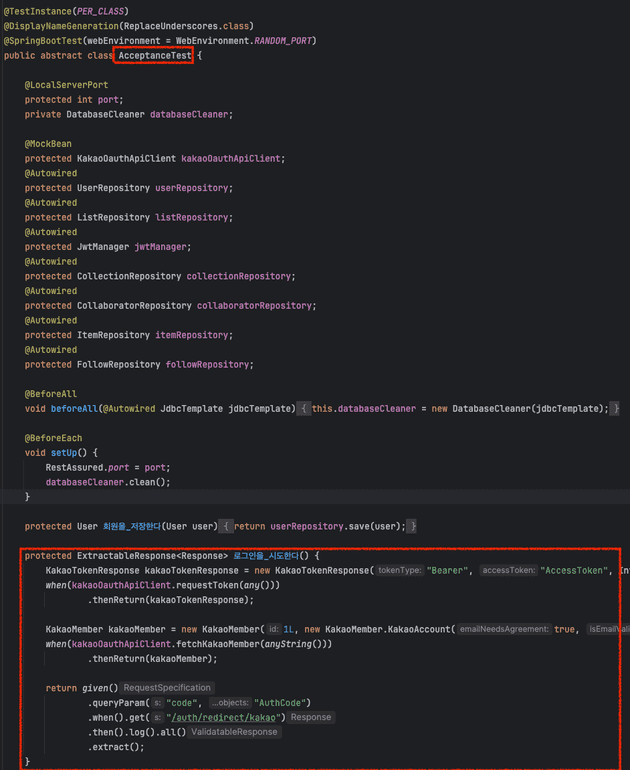 @TestInstance(PER_CLASS)
@DisplayNameGeneration(ReplaceUnderscores.class)
@SpringBootTest(webEnvironment = WebEnvironment.RANDOM_PORT)
public abstract class AcceptanceTest {
@LocalServerPort
protected int port;
private DatabaseCleaner databaseCleaner;
@MockBean
protected KakaoOauthApiClient kakaoOauthApiClient;
@Autowired
protected UserRepository userRepository;
@Autowired
protected ListRepository listRepository;
@Autowired
protected JwtManager jwtManager;
@Autowired
protected CollectionRepository collectionRepository;
@Autowired
protected CollaboratorRepository collaboratorRepository;
@Autowired
protected ItemRepository itemRepository;
@Autowired
protected FollowRepository followRepository;
@BeforeAll
void beforeAll(@Autowired JdbcTemplate jdbcTemplate) { this.databaseCleaner = new DatabaseCleaner(jdbcTemplate); }
@BeforeEach
void setUp() {
RestAssured.port = port;
databaseCleaner.clean();
}
protected User 회원을_저장한다(User user) { return userRepository.save(user); }
protected ExtractableResponse<Response> 로그인을_시도한다() {
KakaoTokenResponse kakaoTokenResponse = new KakaoTokenResponse( tokenType: "Bearer", accessToken: "AccessToken",
when(kakaoOauthApiClient.requestToken(any()))
.thenReturn(kakaoTokenResponse);
KakaoMember kakaoMember = new KakaoMember( id: 1L, new KakaoMember.KakaoAccount( emailNeedsAgreement: true,
when(kakaoOauthApiClient.fetchKakaoMember(anyString()))
.thenReturn(kakaoMember);
return given() RequestSpecification
.queryParam( s: "code", ...objects: "AuthCode")
.when().get( s: "/auth/redirect/kakao") Response
.then().log().all() ValidatableResponse
.extract();
}